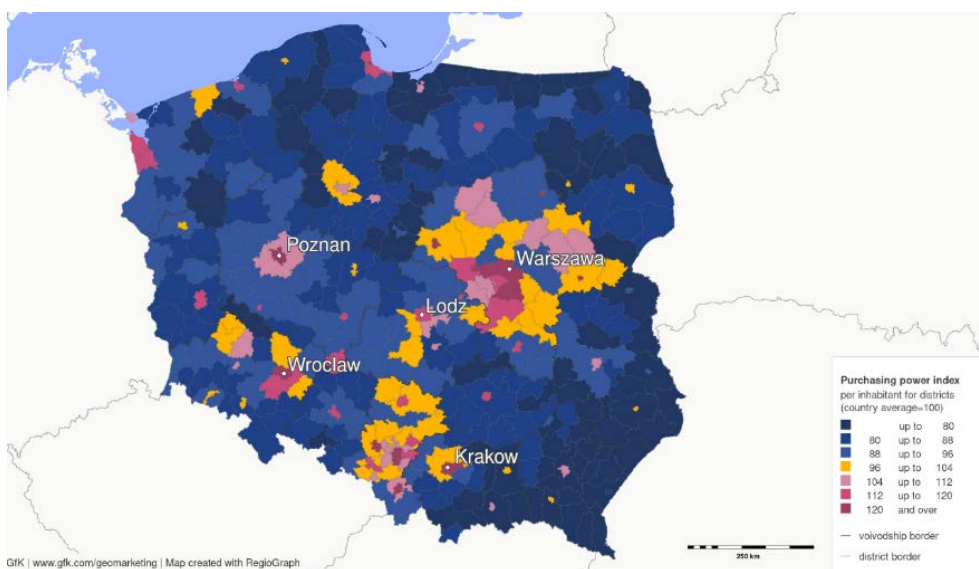 Poznan
Warszawa
Lodz
Wrocław
Krakow
Purchasing power index
per inhabitant for districts
(country average=100)
up to 80
80 up to 88
88 up to 96
96 up to 104
104 up to 112
112 up to 120
120 and over
voivodship border
district border
250 km
GfK | www.gfk.com/geomarketing | Map created with RegioGraph